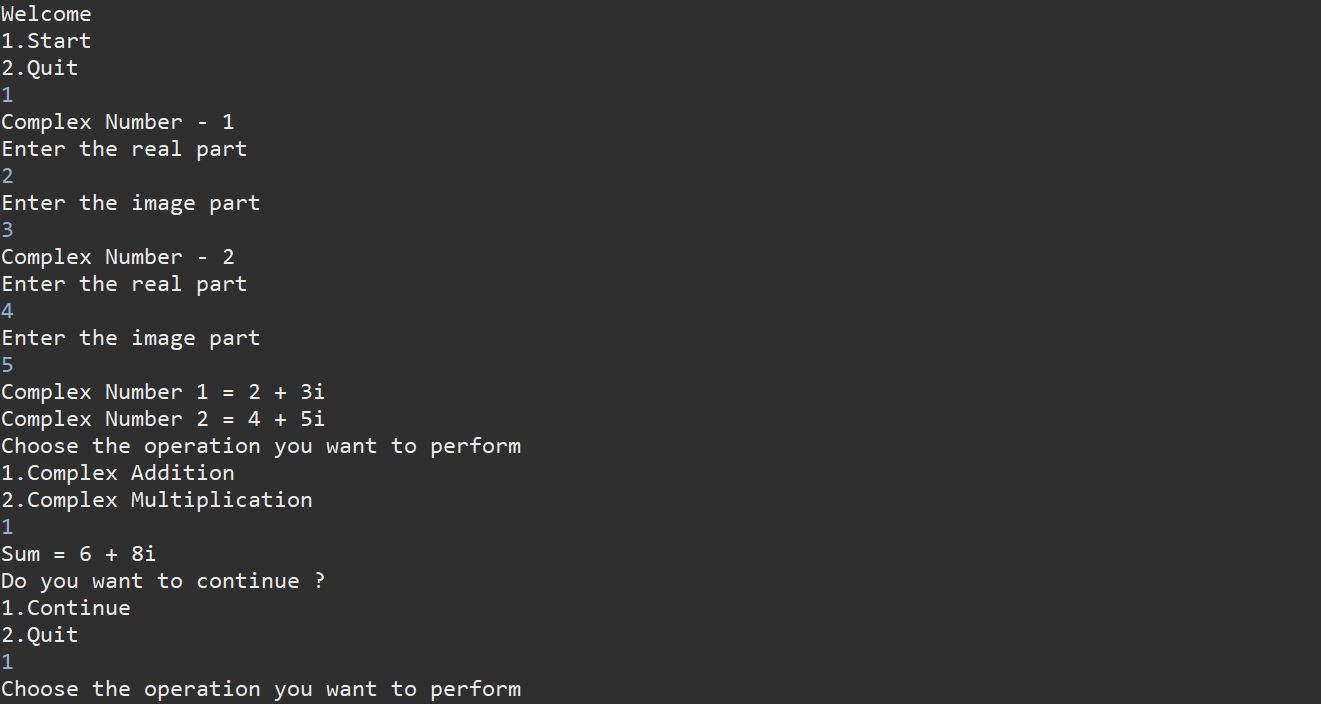 Welcome
1.Start
2.Quit
1
Complex Number - 1
Enter the real part
2
Enter the image part
3
Complex Number - 2
Enter the real part
4
Enter the image part
5
Complex Number 1 = 2 + 3i
Complex Number 2 = 4 + 5i
Choose the operation you want to perform
1.Complex Addition
2.Complex Multiplication
1
Sum = 6 + 8i
Do you want to continue ?
1.Continue
2.Quit
1
Choose the operation you want to perform